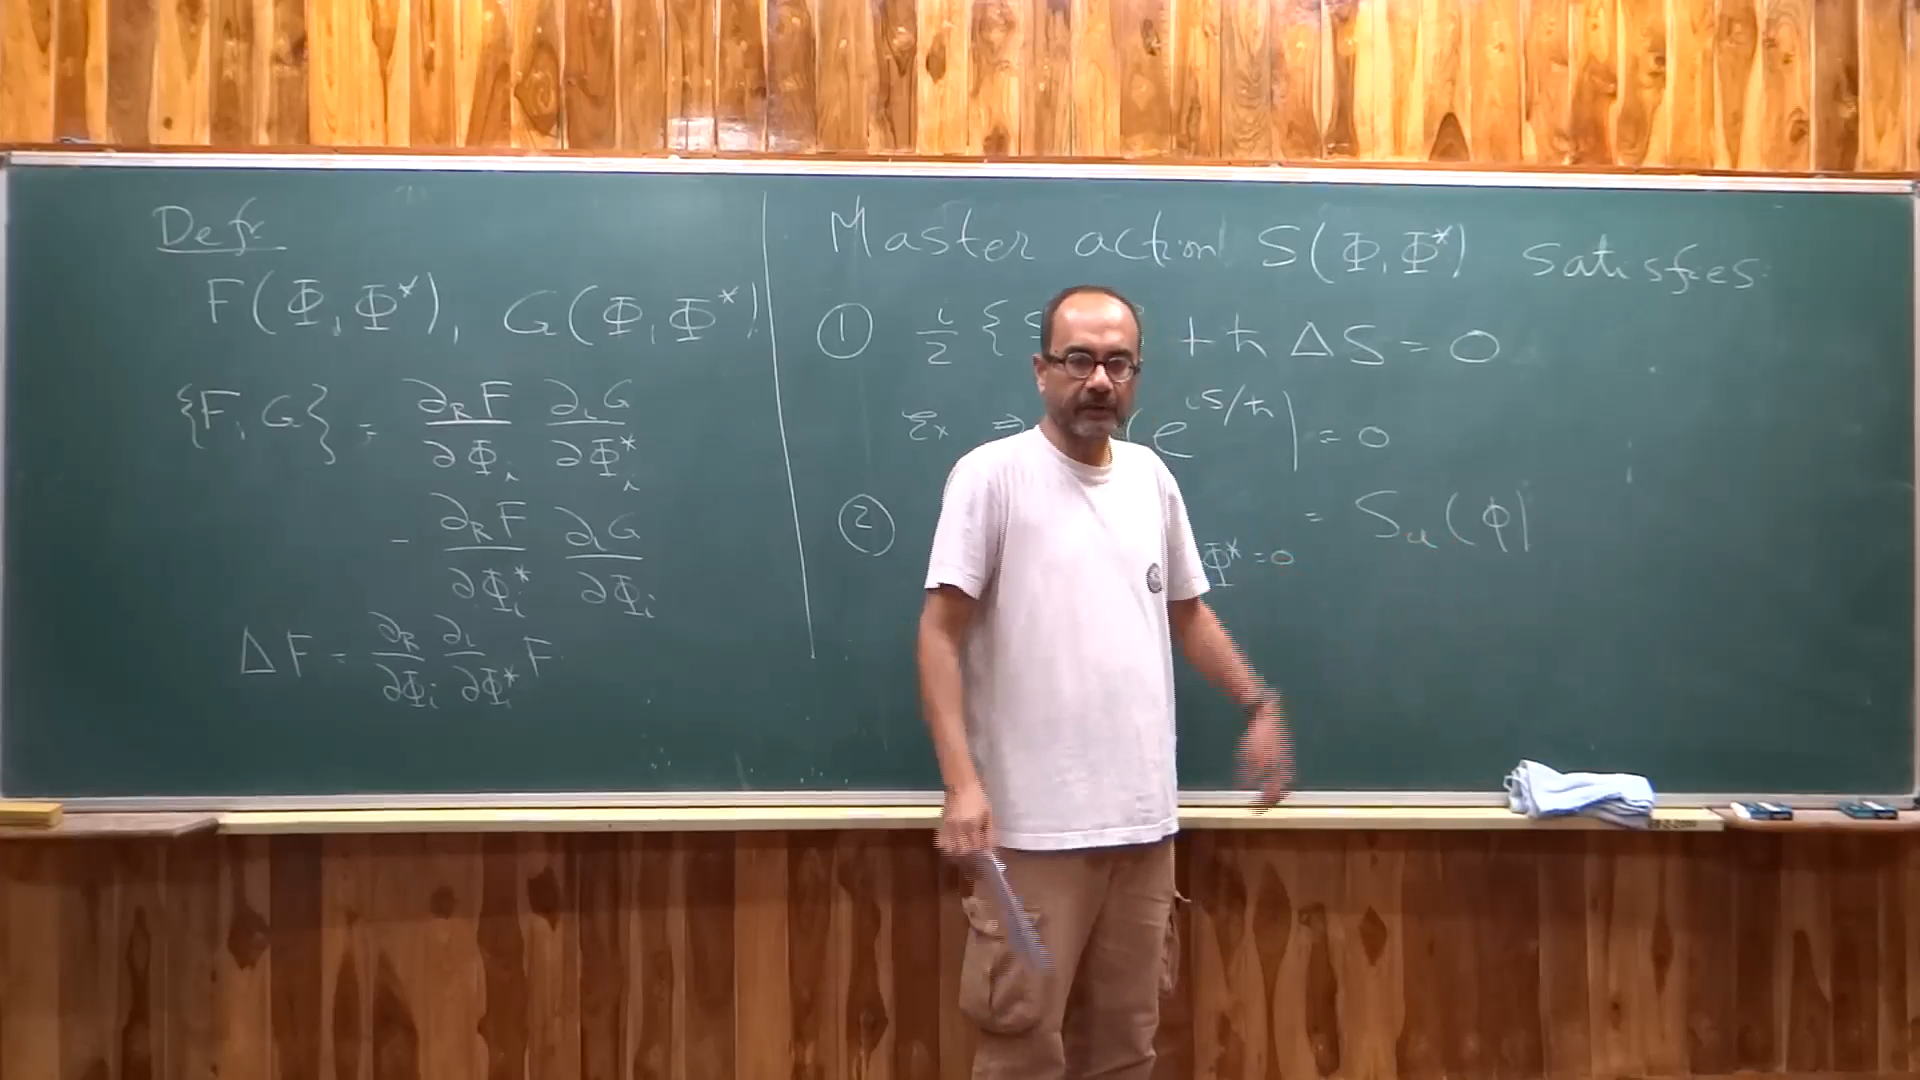 Defn
F(Φ, Φ*), G(Φ, Φ*)
{F, G} = ∂_R F/∂Φ_i ∂_L G/∂Φ*_i
- ∂_R F/∂Φ*_i ∂_L G/∂Φ_i
ΔF = ∂_R/∂Φ_i ∂_L/∂Φ*_i F
Master action S(Φ, Φ*) satisfies
① i/2 {S } + ħ ΔS = 0
Ex ⇒ (e^{iS/ħ}) = 0
② Φ* = 0 = S_cl(φ)